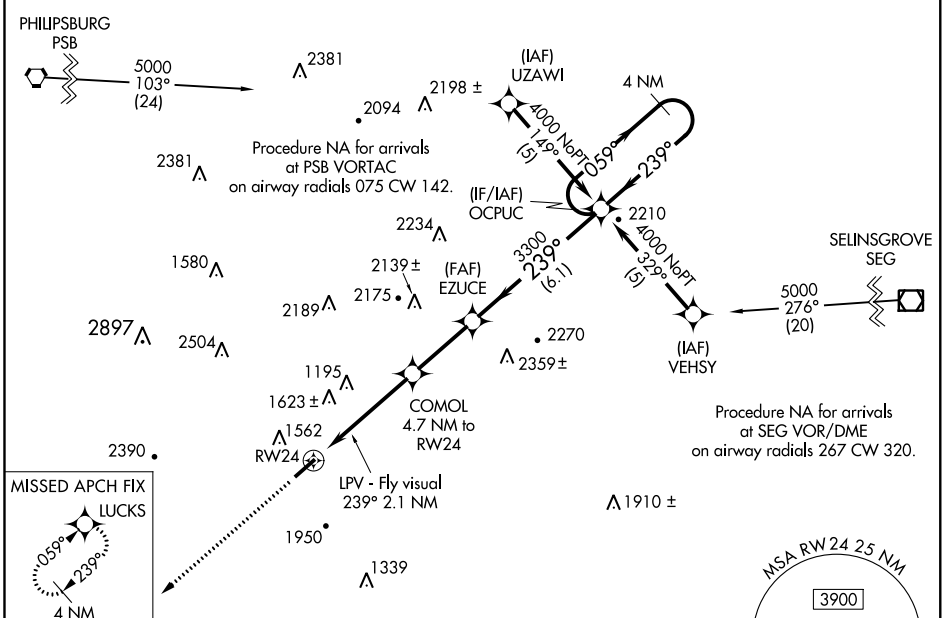 PHILIPSBURG
PSB
5000
103°
(24)
2381
2094
2198 ±
(IAF)
UZAWI
4000 NoPT
149°
(5)
4 NM
059°
239°
Procedure NA for arrivals
at PSB VORTAC
on airway radials 075 CW 142.
2381
(IF/IAF)
OCPUC
2210
2234
3300
239°
(6.1)
4000 NoPT
329°
(5)
SELINSGROVE
SEG
5000
276°
(20)
1580
2139 ±
2175
2189
(FAF)
EZUCE
(IAF)
VEHSY
2897
2504
2270
2359 ±
1195
1623 ±
COMOL
4.7 NM to
RW24
Procedure NA for arrivals
at SEG VOR/DME
on airway radials 267 CW 320.
1562
RW24
2390
LPV - Fly visual
239° 2.1 NM
MISSED APCH FIX
LUCKS
059°
239°
4 NM
1950
1910 ±
1339
MSA RW24 25 NM
3900